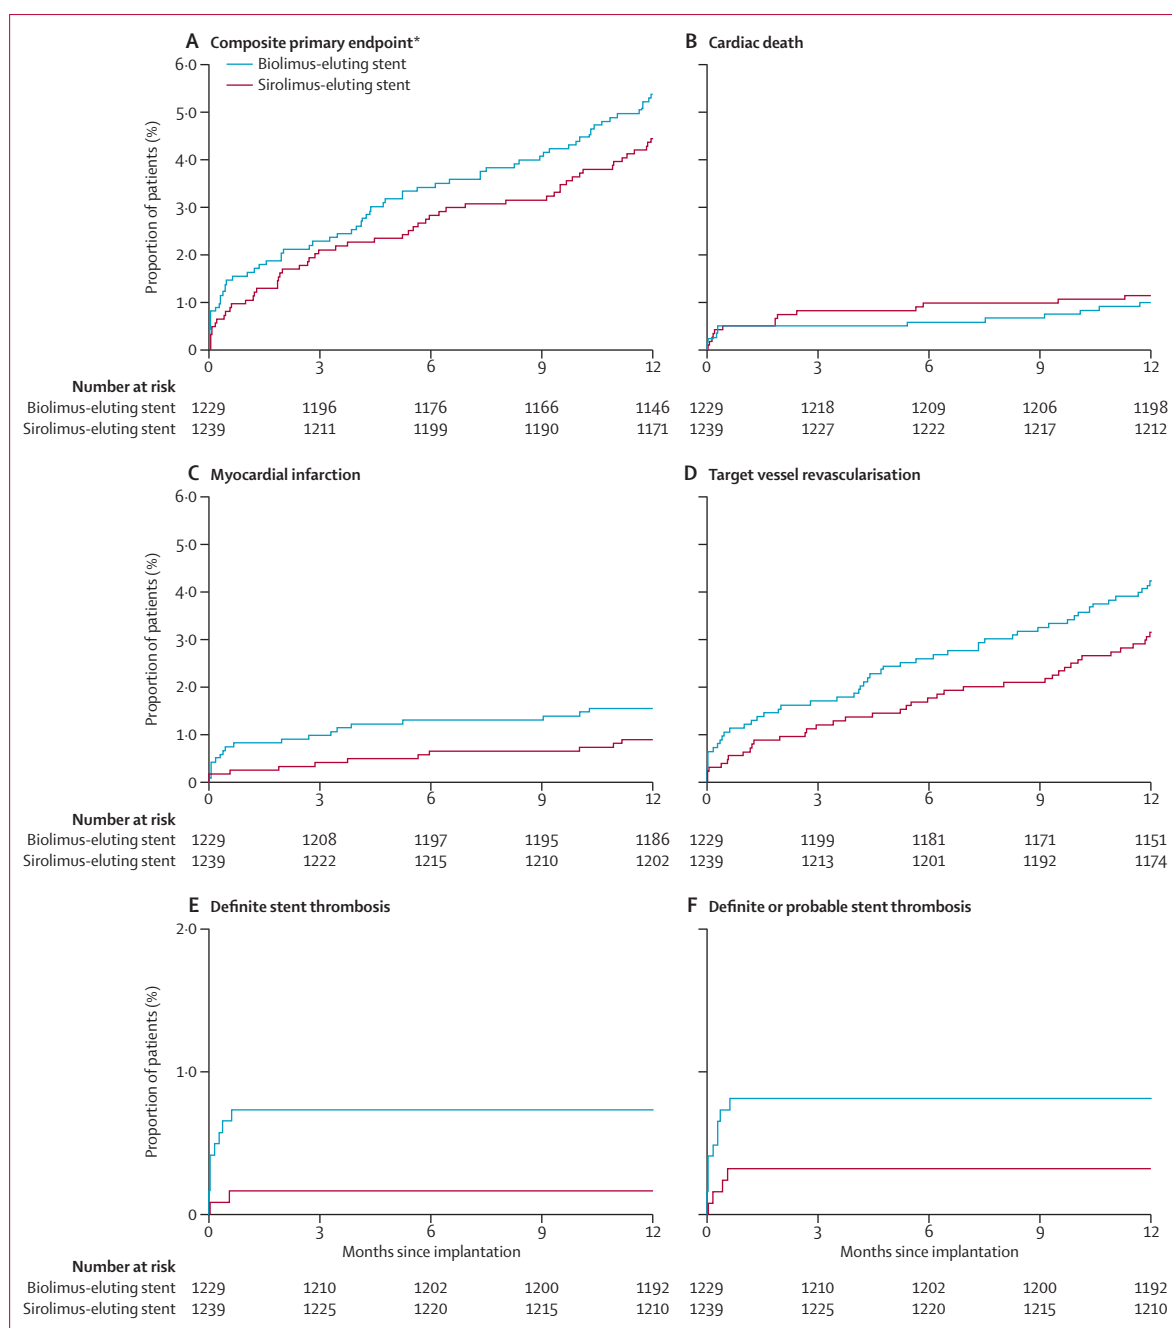 A Composite primary endpoint*
Biolimus-eluting stent
Sirolimus-eluting stent
Proportion of patients (%)
6·0
5·0
4·0
3·0
2·0
1·0
0
0 3 6 9 12
B Cardiac death
0 3 6 9 12
Number at risk
Biolimus-eluting stent 1229 1196 1176 1166 1146 1229 1218 1209 1206 1198
Sirolimus-eluting stent 1239 1211 1199 1190 1171 1239 1227 1222 1217 1212
C Myocardial infarction
Proportion of patients (%)
6·0
5·0
4·0
3·0
2·0
1·0
0
0 3 6 9 12
D Target vessel revascularisation
0 3 6 9 12
Number at risk
Biolimus-eluting stent 1229 1208 1197 1195 1186 1229 1199 1181 1171 1151
Sirolimus-eluting stent 1239 1222 1215 1210 1202 1239 1213 1201 1192 1174
E Definite stent thrombosis
Proportion of patients (%)
2·0
1·0
0
0 3 6 9 12
Months since implantation
F Definite or probable stent thrombosis
0 3 6 9 12
Months since implantation
Number at risk
Biolimus-eluting stent 1229 1210 1202 1200 1192 1229 1210 1202 1200 1192
Sirolimus-eluting stent 1239 1225 1220 1215 1210 1239 1225 1220 1215 1210